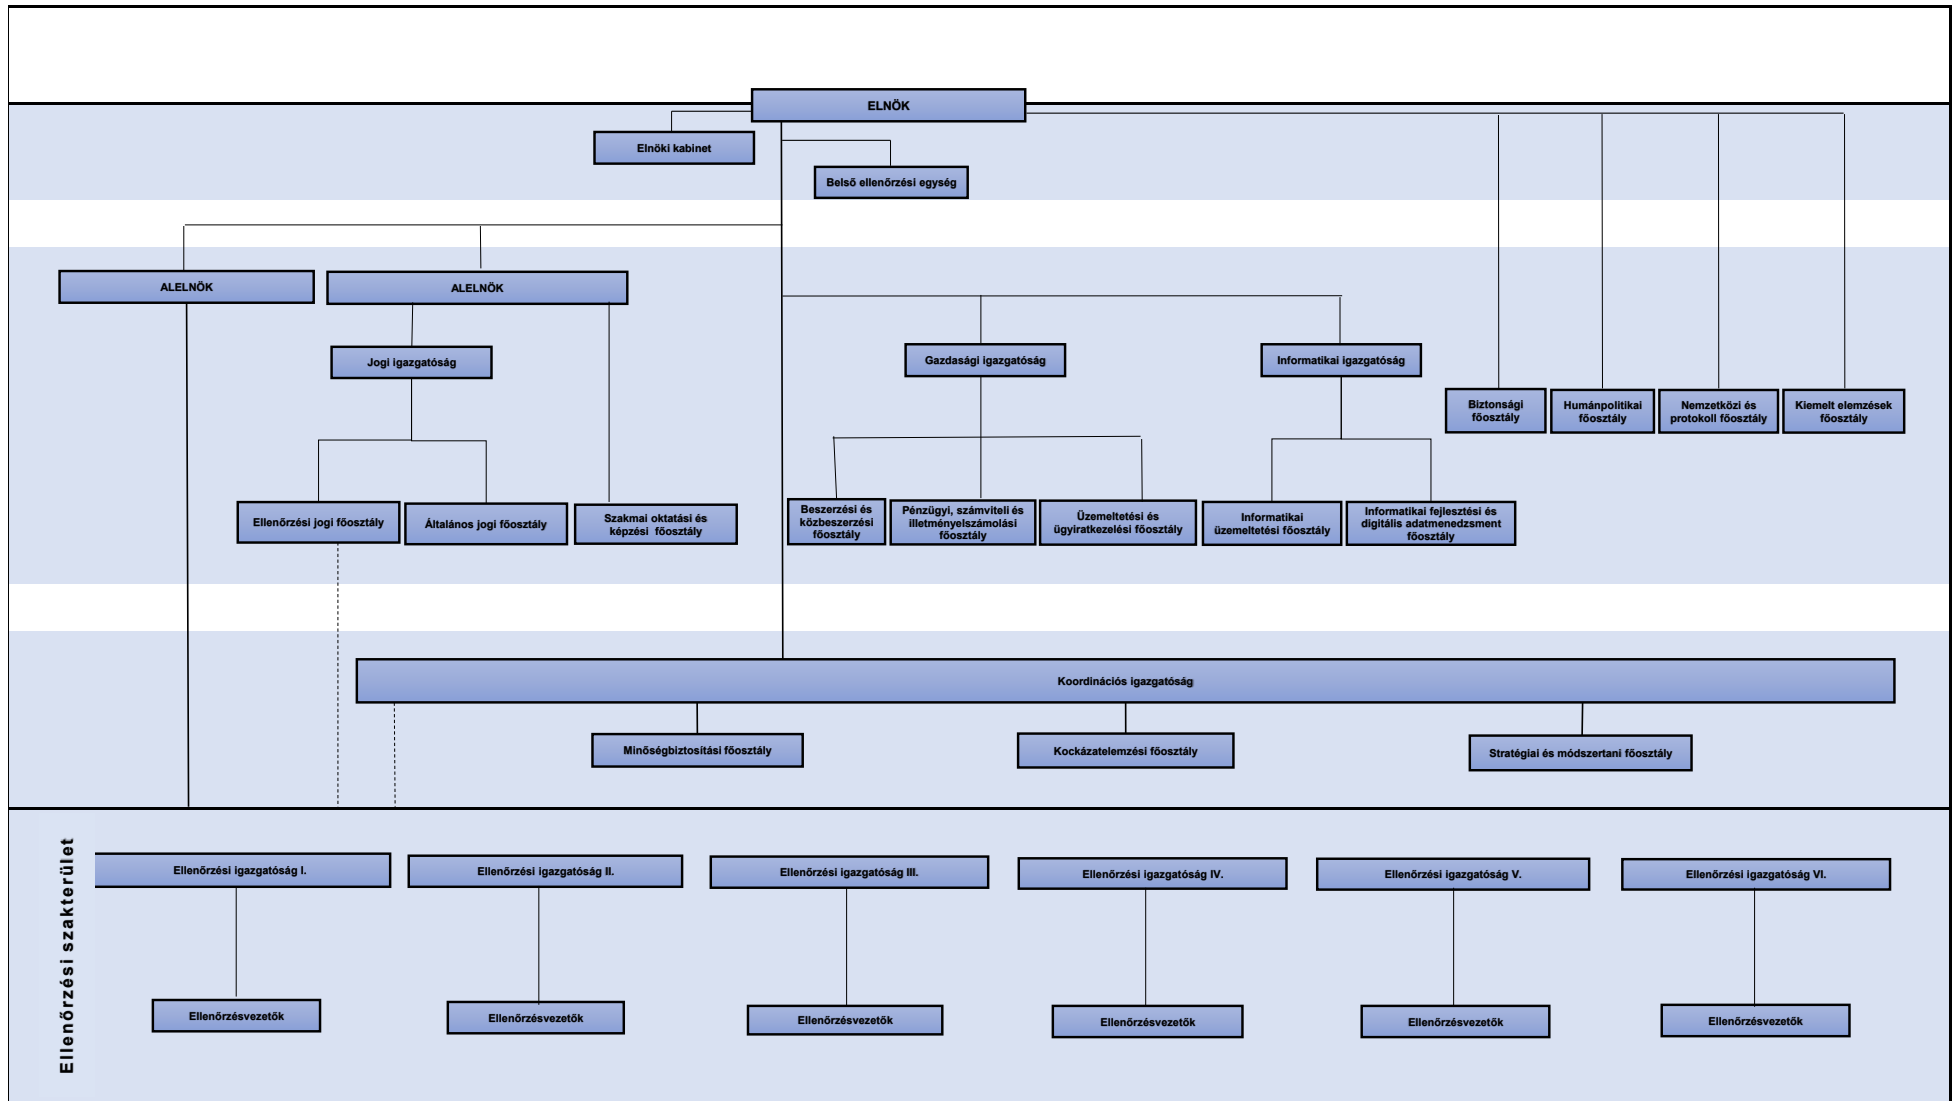 ELNÖK
Elnöki kabinet
Belső ellenőrzési egység
ALELNÖK
ALELNÖK
Jogi igazgatóság
Gazdasági igazgatóság
Informatikai igazgatóság
Biztonsági
főosztály
Humánpolitikai
főosztály
Nemzetközi és
protokoll főosztály
Kiemelt elemzések
főosztály
Ellenőrzési jogi főosztály
Általános jogi főosztály
Szakmai oktatási és
képzési főosztály
Beszerzési és
közbeszerzési
főosztály
Pénzügyi, számviteli és
illetményelszámolási
főosztály
Üzemeltetési és
ügyiratkezelési főosztály
Informatikai
üzemeltetési főosztály
Informatikai fejlesztési és
digitális adatmenedzsment
főosztály
Koordinációs igazgatóság
Minőségbiztosítási főosztály
Kockázatelemzési főosztály
Stratégiai és módszertani főosztály
Ellenőrzési szakterület
Ellenőrzési igazgatóság I.
Ellenőrzési igazgatóság II.
Ellenőrzési igazgatóság III.
Ellenőrzési igazgatóság IV.
Ellenőrzési igazgatóság V.
Ellenőrzési igazgatóság VI.
Ellenőrzésvezetők
Ellenőrzésvezetők
Ellenőrzésvezetők
Ellenőrzésvezetők
Ellenőrzésvezetők
Ellenőrzésvezetők